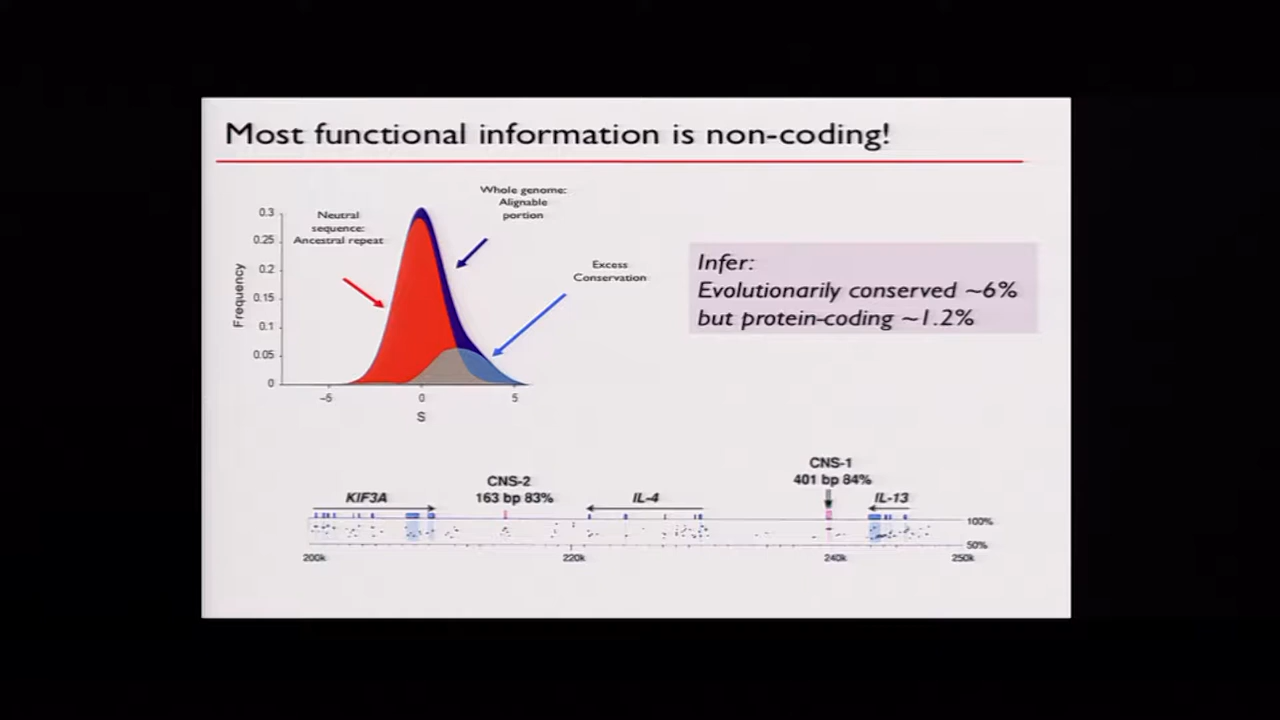 Most functional information is non-coding!
Whole genome:
Alignable
portion
Neutral
sequence:
Ancestral repeat
Excess
Conservation
0.3
0.25
0.2
0.15
0.1
0.05
0
Frequency
-5
0
5
S
Infer:
Evolutionarily conserved ~6%
but protein-coding ~1.2%
CNS-1
401 bp 84%
CNS-2
163 bp 83%
KIF3A
IL-4
IL-13
100%
50%
200k
220k
240k
250k